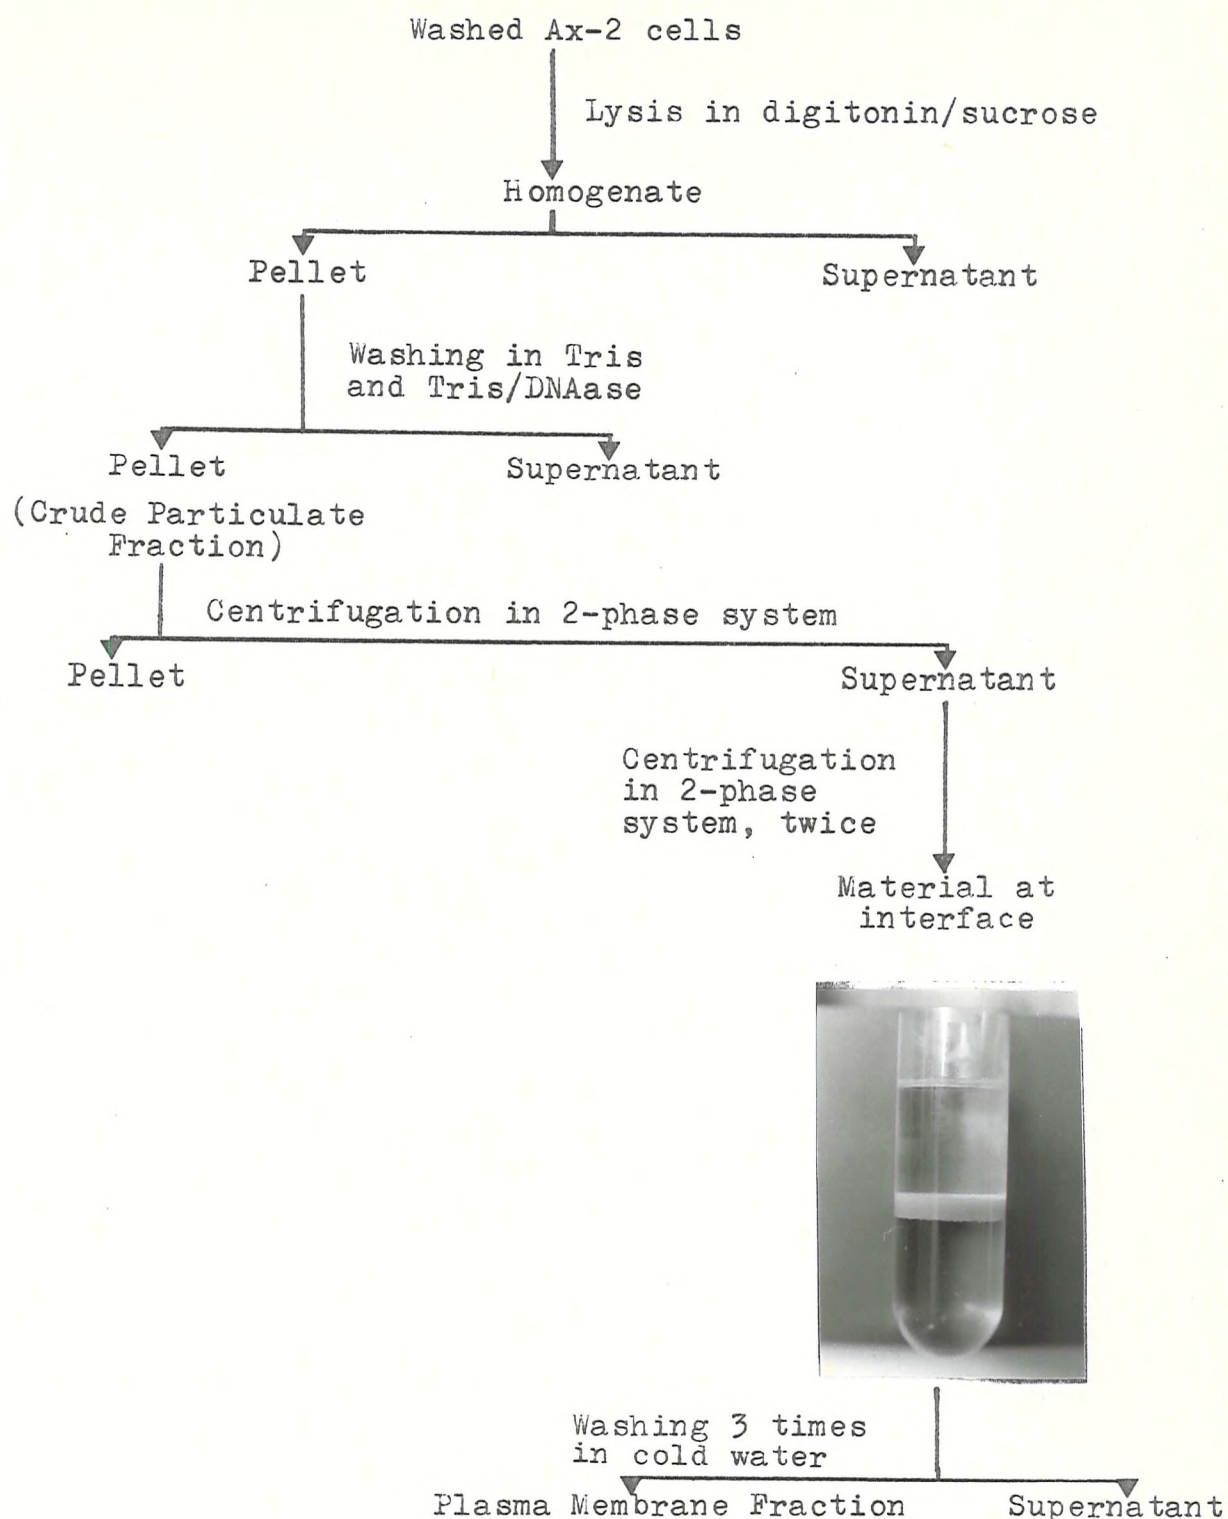 Washed Ax-2 cells
Lysis in digitonin/sucrose
Homogenate
Pellet
Supernatant
Washing in Tris
and Tris/DNAase
Pellet
Supernatant
(Crude Particulate
Fraction)
Centrifugation in 2-phase system
Pellet
Supernatant
Centrifugation
in 2-phase
system, twice
Material at
interface
Washing 3 times
in cold water
Plasma Membrane Fraction
Supernatant